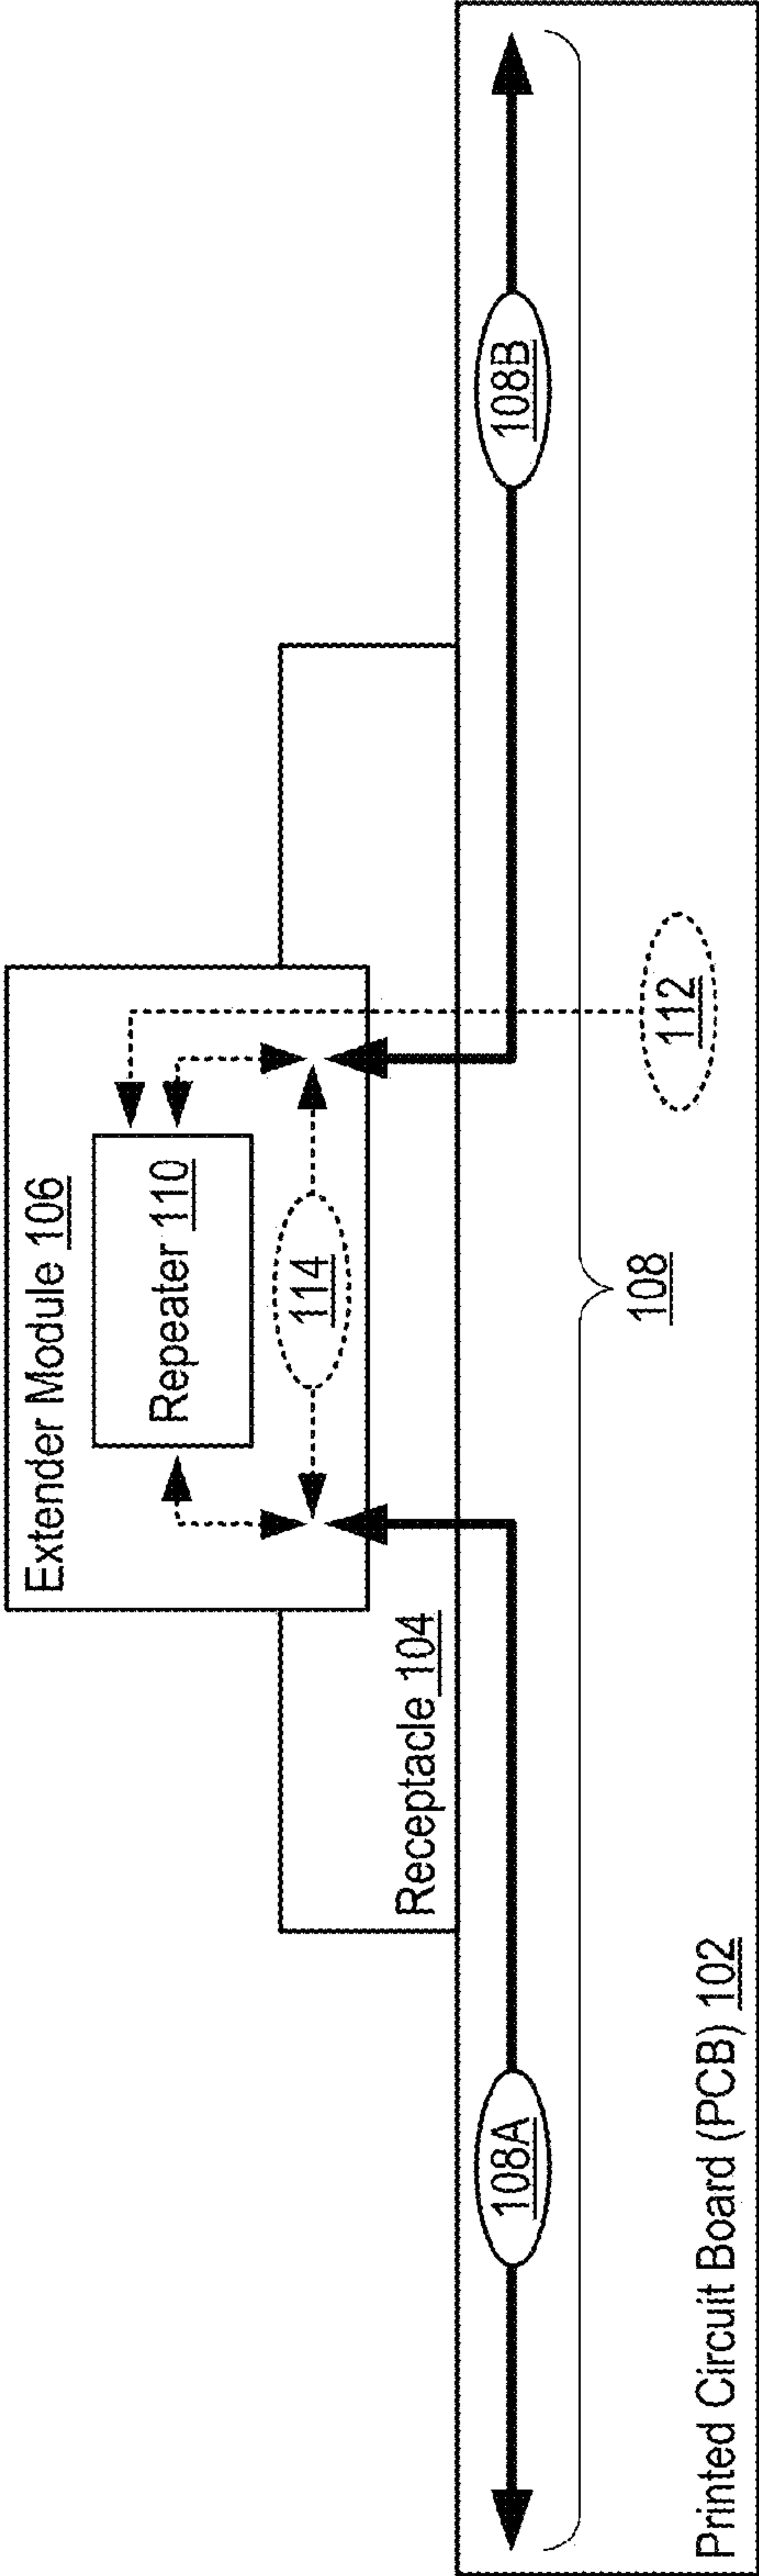 Extender Module 106
Repeater 110
114
Receptacle 104
108A
108B
112
108
Printed Circuit Board (PCB) 102